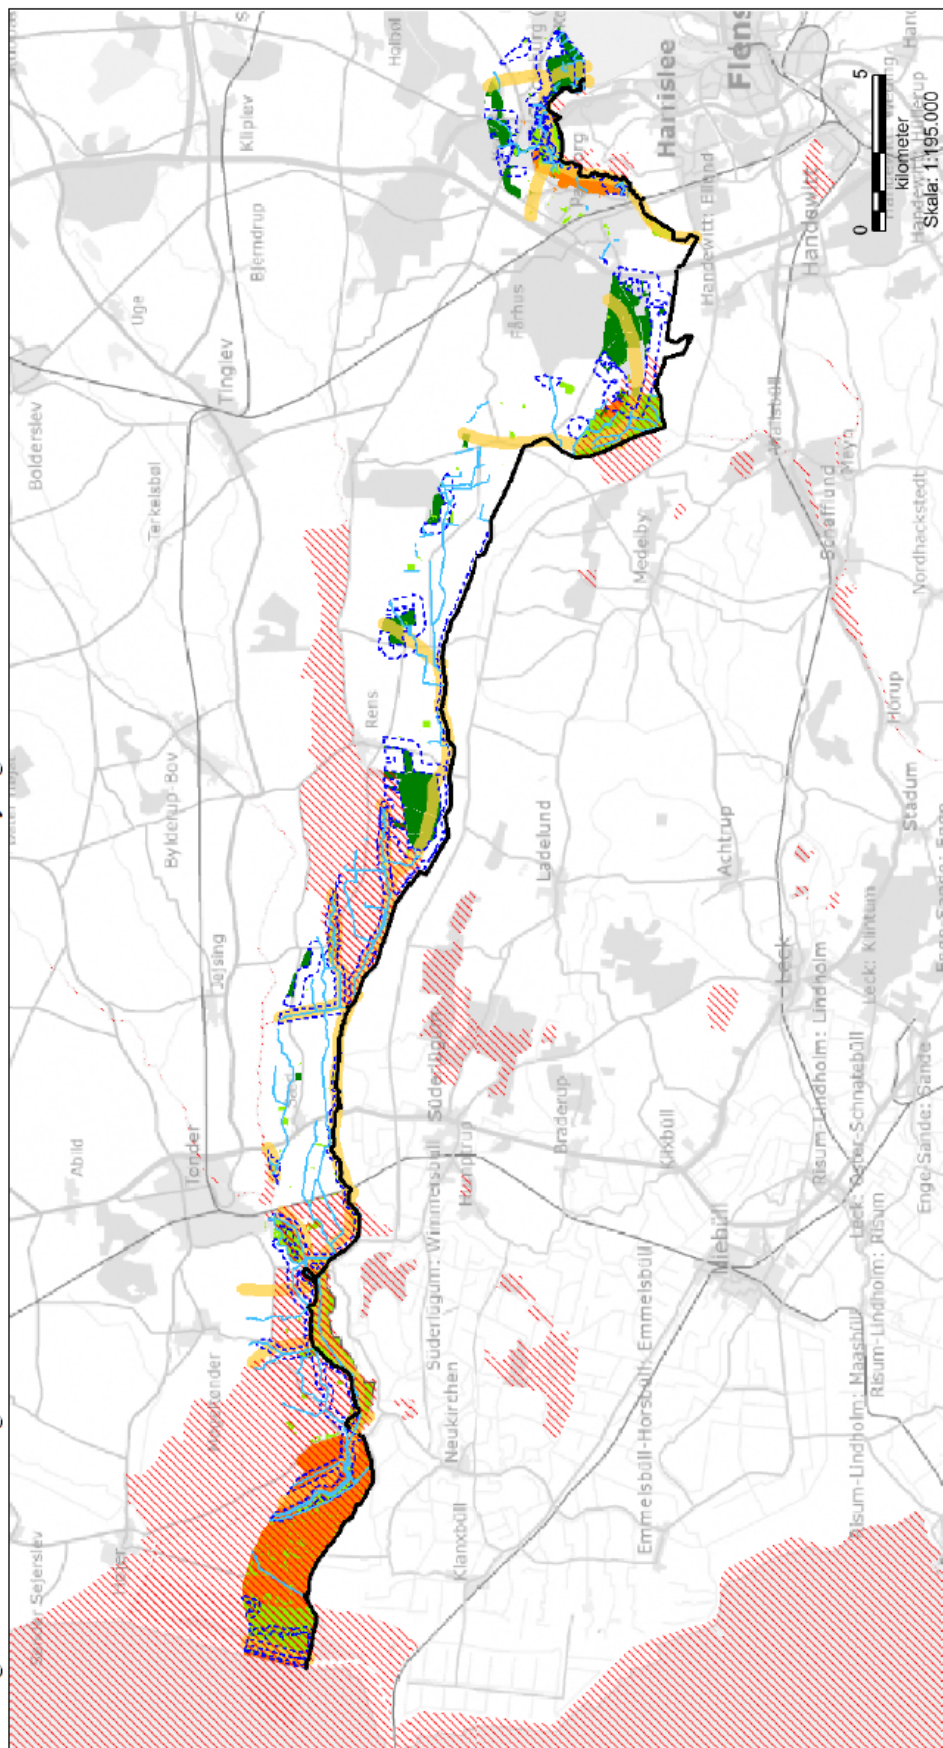 Sønder Sejerslev
Bolderslev
Abild
Højer
Uge
Terkelsbøl
Bylderup-Bov
Tønder
Jejsing
Tinglev
Kliplev
Bjerndrup
Møgeltønder
Rens
Holbøl
Fårhus
Süderlügum: Wimmelsbüll
Süderlügum
Neukirchen
Klanxbüll
Humptrup
Ladelund
Braderup
Medelby
Emmelsbüll-Horsbüll: Emmelsbüll
Klixbüll
Harrislee
Handewitt: Ellund
Niebüll
Achtrup
Flens
Leck
Handewitt
Risum-Lindholm: Lindholm
Schafflund
Meyn
Risum-Lindholm: Maasbüll
Leck: Oster-Schnatebüll
Leck: Klintum
Risum-Lindholm: Risum
Hörup
Stadum
Nordhackstedt
Enge-Sande: Sande
0 5
kilometer
Skala: 1:195.000